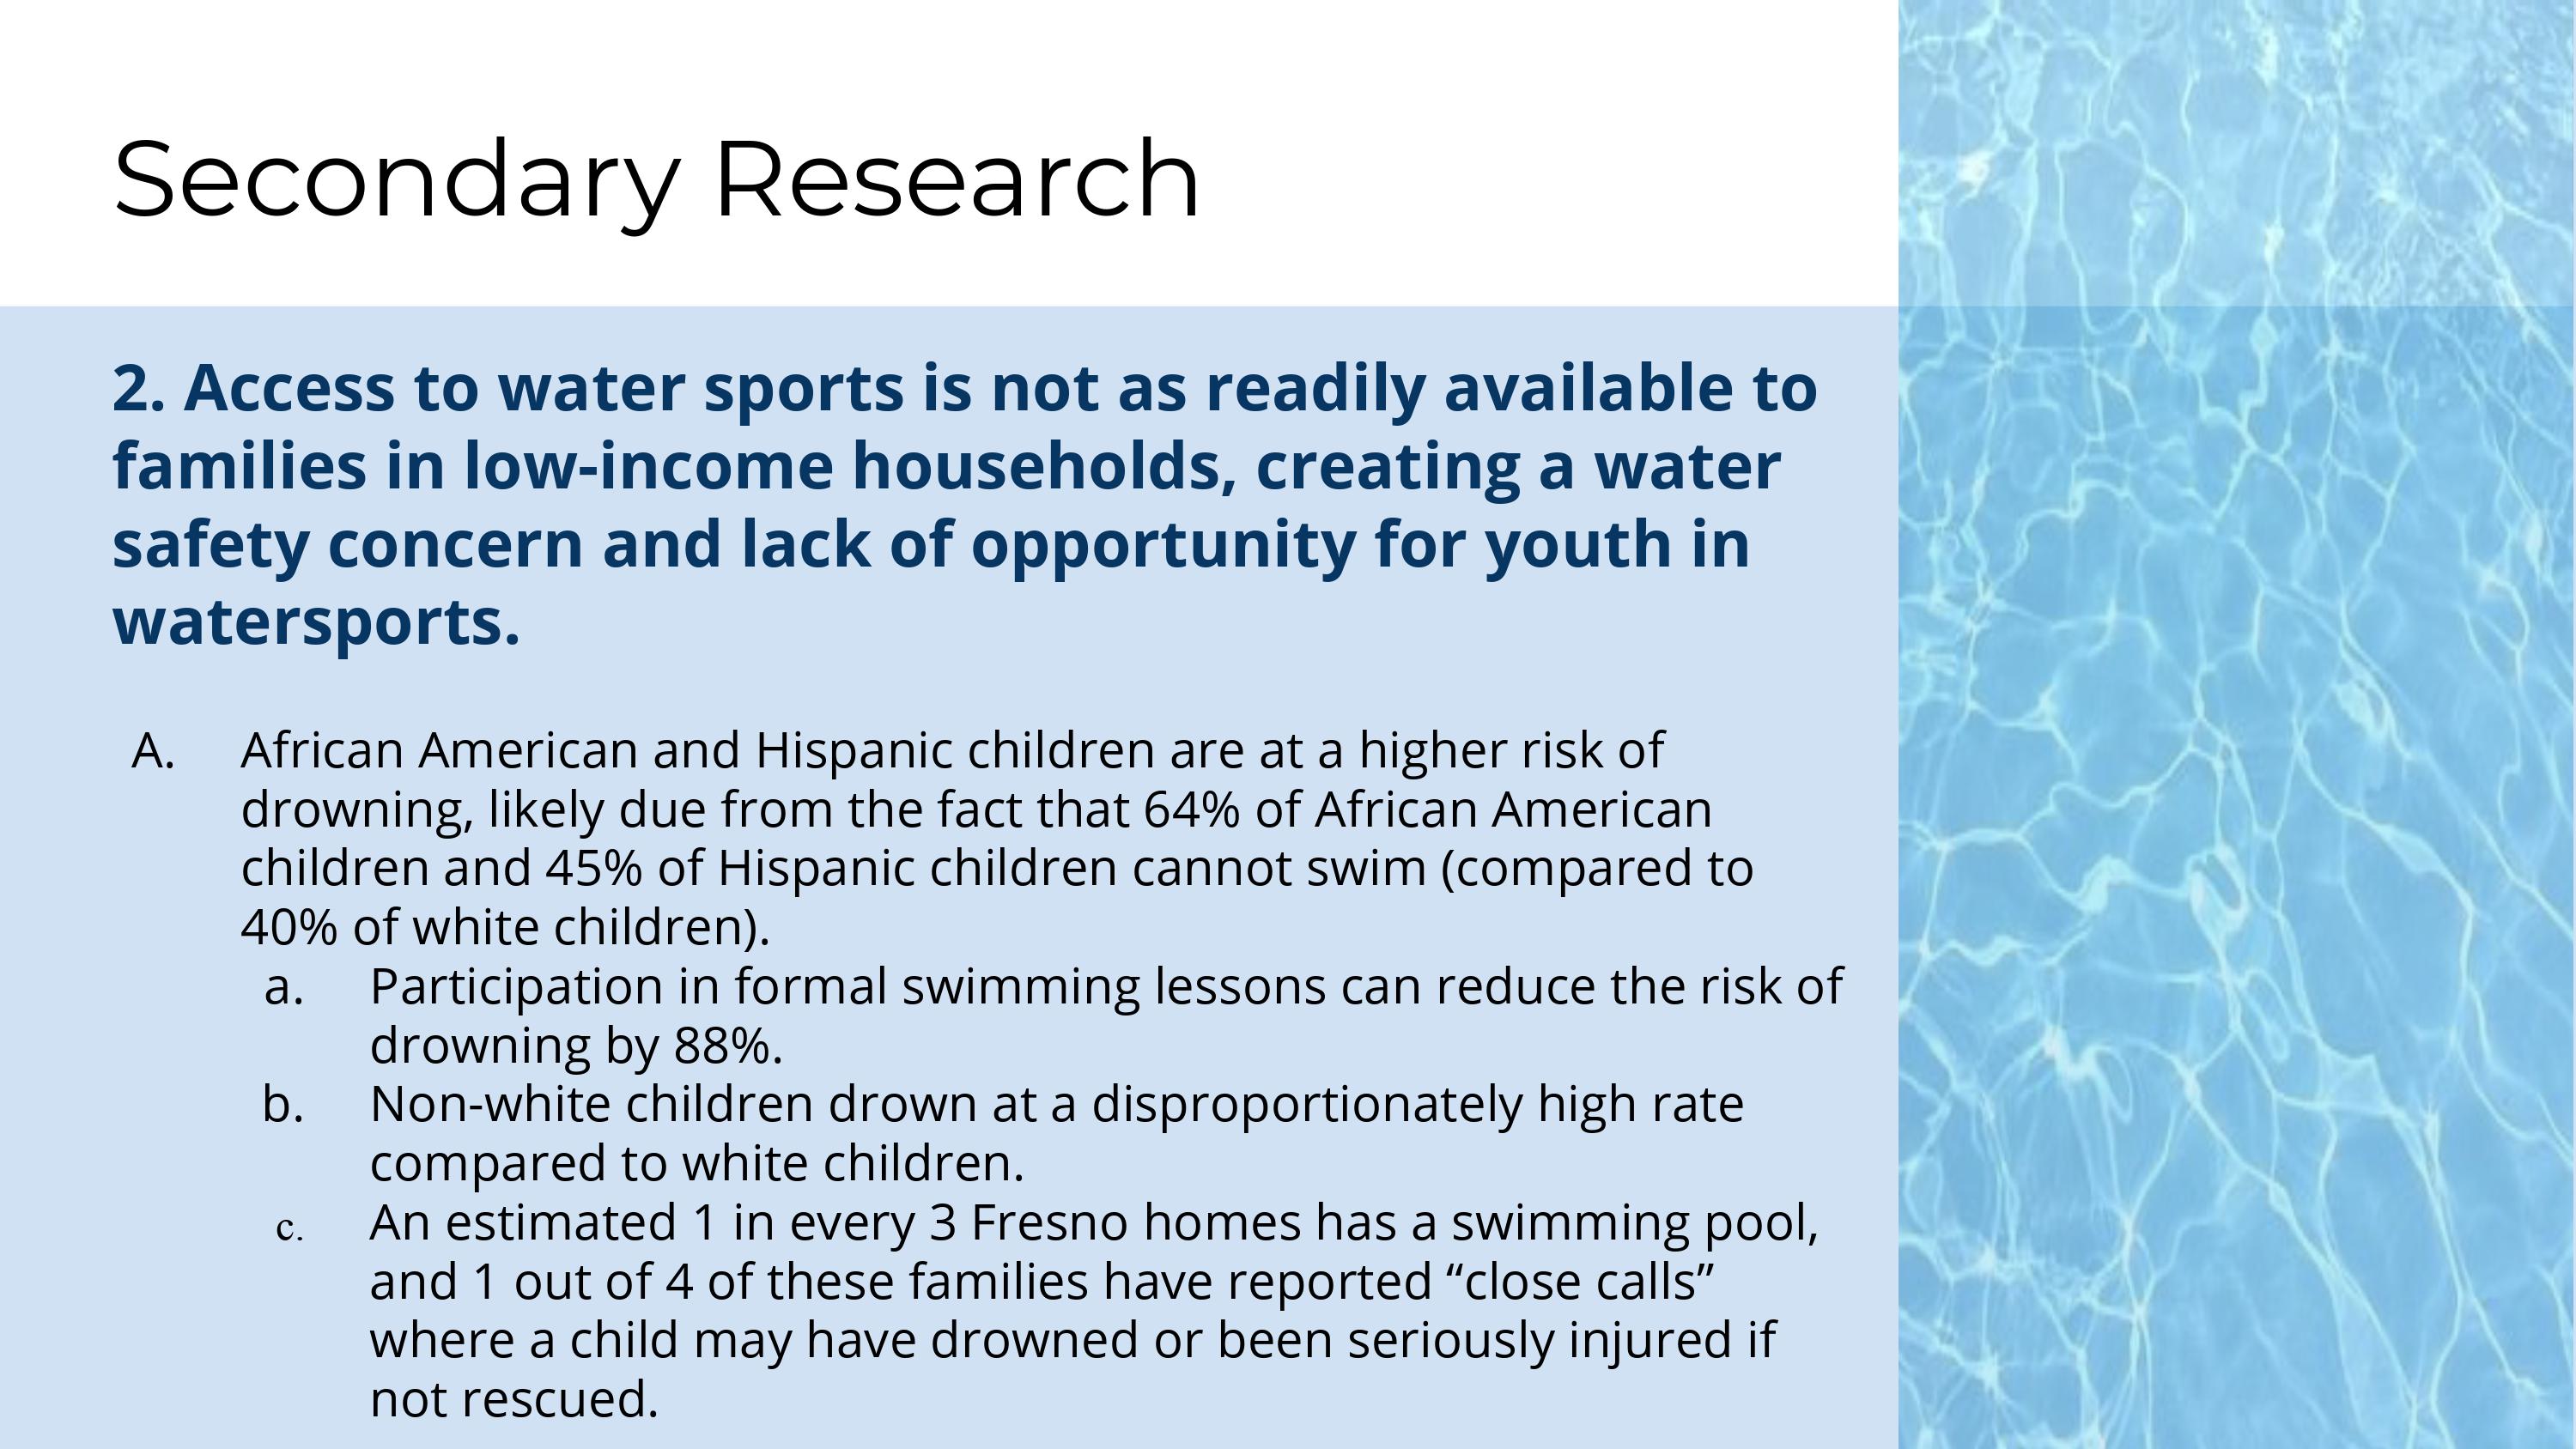 Secondary Research
2. Access to water sports is not as readily available to
families in low-income households, creating a water
safety concern and lack of opportunity for youth in
watersports.
A. African American and Hispanic children are at a higher risk of
drowning, likely due from the fact that 64% of African American
children and 45% of Hispanic children cannot swim (compared to
40% of white children).
a. Participation in formal swimming lessons can reduce the risk of
drowning by 88%.
b. Non-white children drown at a disproportionately high rate
compared to white children.
c. An estimated 1 in every 3 Fresno homes has a swimming pool,
and 1 out of 4 of these families have reported “close calls”
where a child may have drowned or been seriously injured if
not rescued.